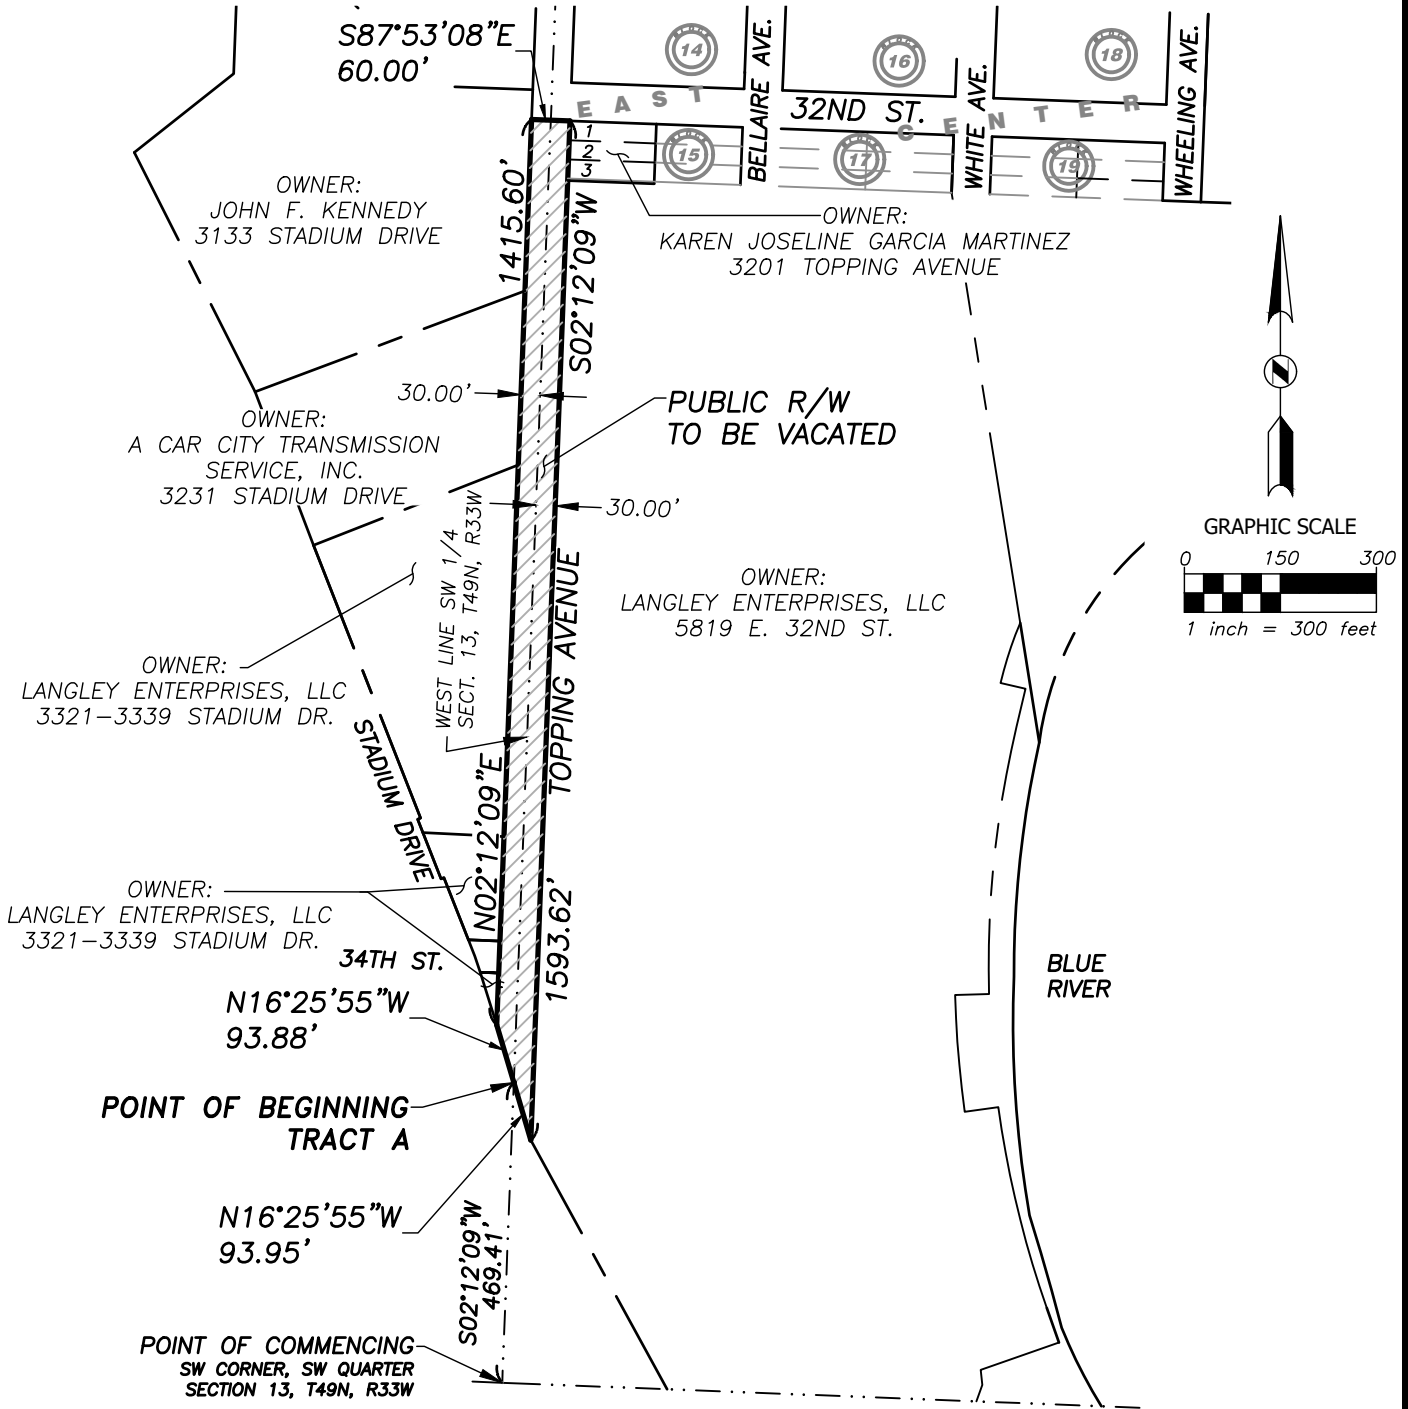 S87°53'08"E
60.00'
BELLAIRE AVE.
WHITE AVE.
WHEELING AVE.
BLOCK
14
BLOCK
16
BLOCK
18
EAST CENTER
32ND ST.
1
2
3
BLOCK
15
BLOCK
17
BLOCK
19
OWNER:
JOHN F. KENNEDY
3133 STADIUM DRIVE
1415.60'
S02°12'09"W
OWNER:
KAREN JOSELINE GARCIA MARTINEZ
3201 TOPPING AVENUE
30.00'
PUBLIC R/W
TO BE VACATED
OWNER:
A CAR CITY TRANSMISSION
SERVICE, INC.
3231 STADIUM DRIVE
30.00'
WEST LINE SW 1/4
SECT. 13, T49N, R33W
TOPPING AVENUE
GRAPHIC SCALE
0 150 300
1 inch = 300 feet
OWNER:
LANGLEY ENTERPRISES, LLC
5819 E. 32ND ST.
OWNER:
LANGLEY ENTERPRISES, LLC
3321-3339 STADIUM DR.
STADIUM DRIVE
N02°12'09"E
1593.62'
OWNER:
LANGLEY ENTERPRISES, LLC
3321-3339 STADIUM DR.
34TH ST.
BLUE
RIVER
N16°25'55"W
93.88'
POINT OF BEGINNING
TRACT A
N16°25'55"W
93.95'
S02°12'09"W
469.41'
POINT OF COMMENCING
SW CORNER, SW QUARTER
SECTION 13, T49N, R33W